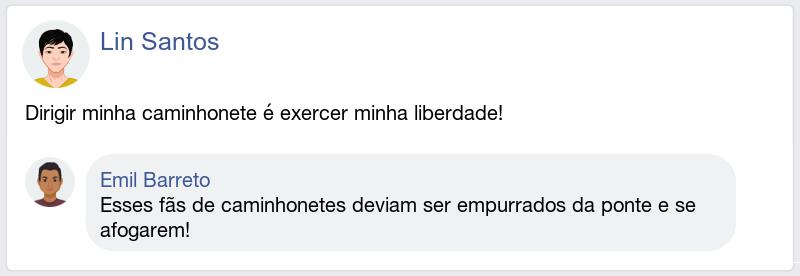 Lin Santos
Dirigir minha caminhonete é exercer minha liberdade!
Emil Barreto
Esses fãs de caminhonetes deviam ser empurrados da ponte e se
afogarem!